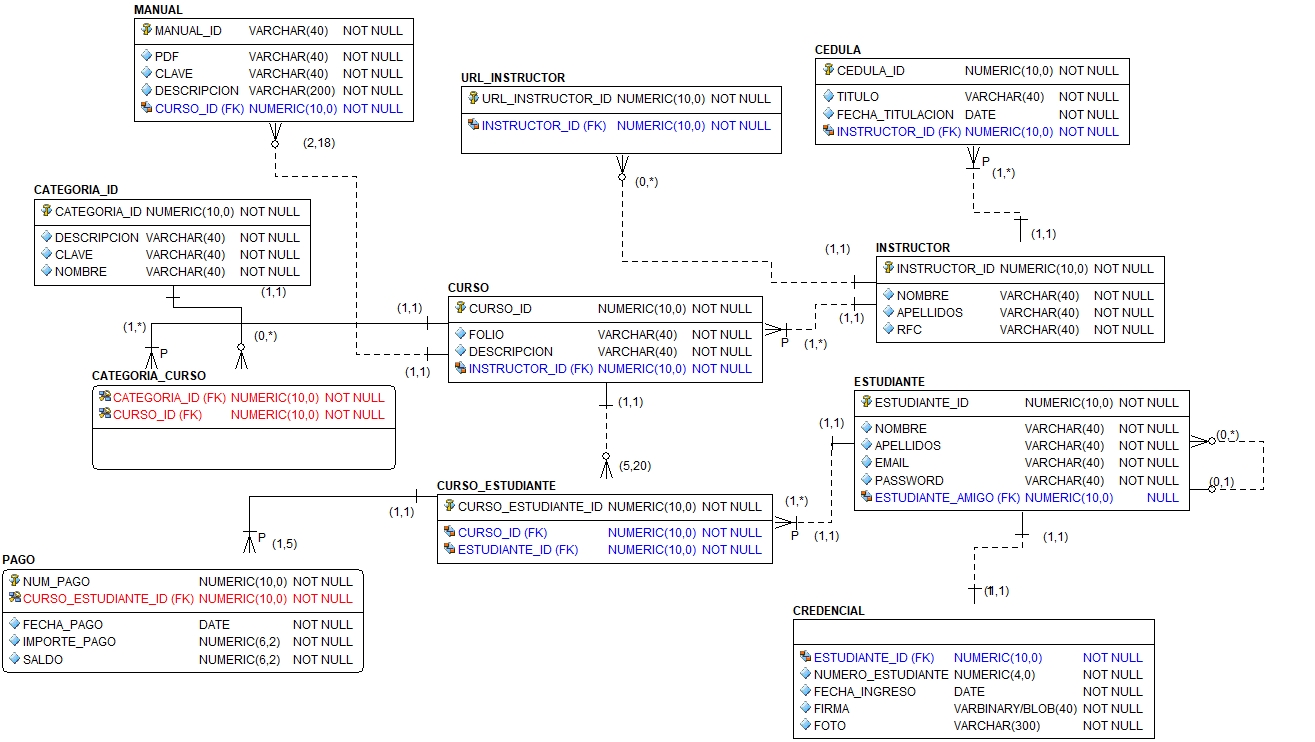 MANUAL
MANUAL_ID VARCHAR(40) NOT NULL
PDF VARCHAR(40) NOT NULL
CLAVE VARCHAR(40) NOT NULL
DESCRIPCION VARCHAR(200) NOT NULL
CURSO_ID (FK) NUMERIC(10,0) NOT NULL
(2,18)
URL_INSTRUCTOR
URL_INSTRUCTOR_ID NUMERIC(10,0) NOT NULL
INSTRUCTOR_ID (FK) NUMERIC(10,0) NOT NULL
(0,*)
CEDULA
CEDULA_ID NUMERIC(10,0) NOT NULL
TITULO VARCHAR(40) NOT NULL
FECHA_TITULACION DATE NOT NULL
INSTRUCTOR_ID (FK) NUMERIC(10,0) NOT NULL
P
(1,*)
(1,1)
CATEGORIA_ID
CATEGORIA_ID NUMERIC(10,0) NOT NULL
DESCRIPCION VARCHAR(40) NOT NULL
CLAVE VARCHAR(40) NOT NULL
NOMBRE VARCHAR(40) NOT NULL
(1,1)
(0,*)
(1,*)
P
(1,1)
INSTRUCTOR
INSTRUCTOR_ID NUMERIC(10,0) NOT NULL
NOMBRE VARCHAR(40) NOT NULL
APELLIDOS VARCHAR(40) NOT NULL
RFC VARCHAR(40) NOT NULL
(1,1)
P
(1,*)
CURSO
CURSO_ID NUMERIC(10,0) NOT NULL
FOLIO VARCHAR(40) NOT NULL
DESCRIPCION VARCHAR(40) NOT NULL
INSTRUCTOR_ID (FK) NUMERIC(10,0) NOT NULL
(1,1)
(1,1)
(1,1)
(5,20)
CATEGORIA_CURSO
CATEGORIA_ID (FK) NUMERIC(10,0) NOT NULL
CURSO_ID (FK) NUMERIC(10,0) NOT NULL
ESTUDIANTE
ESTUDIANTE_ID NUMERIC(10,0) NOT NULL
NOMBRE VARCHAR(40) NOT NULL
APELLIDOS VARCHAR(40) NOT NULL
EMAIL VARCHAR(40) NOT NULL
PASSWORD VARCHAR(40) NOT NULL
ESTUDIANTE_AMIGO (FK) NUMERIC(10,0) NULL
(0,*)
(0,1)
(1,1)
(1,*)
P
(1,1)
CURSO_ESTUDIANTE
CURSO_ESTUDIANTE_ID NUMERIC(10,0) NOT NULL
CURSO_ID (FK) NUMERIC(10,0) NOT NULL
ESTUDIANTE_ID (FK) NUMERIC(10,0) NOT NULL
(1,1)
P
(1,5)
PAGO
NUM_PAGO NUMERIC(10,0) NOT NULL
CURSO_ESTUDIANTE_ID (FK) NUMERIC(10,0) NOT NULL
FECHA_PAGO DATE NOT NULL
IMPORTE_PAGO NUMERIC(6,2) NOT NULL
SALDO NUMERIC(6,2) NOT NULL
(1,1)
(1,1)
CREDENCIAL
ESTUDIANTE_ID (FK) NUMERIC(10,0) NOT NULL
NUMERO_ESTUDIANTE NUMERIC(4,0) NOT NULL
FECHA_INGRESO DATE NOT NULL
FIRMA VARBINARY/BLOB(40) NOT NULL
FOTO VARCHAR(300) NOT NULL